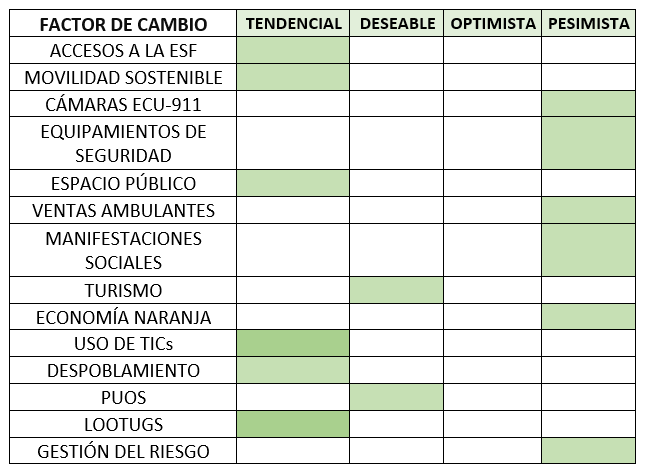 FACTOR DE CAMBIO TENDENCIAL DESEABLE OPTIMISTA PESIMISTA
ACCESOS A LA ESF
MOVILIDAD SOSTENIBLE
CÁMARAS ECU-911
EQUIPAMIENTOS DE
SEGURIDAD
ESPACIO PÚBLICO
VENTAS AMBULANTES
MANIFESTACIONES
SOCIALES
TURISMO
ECONOMÍA NARANJA
USO DE TICs
DESPOBLAMIENTO
PUOS
LOOTUGS
GESTIÓN DEL RIESGO